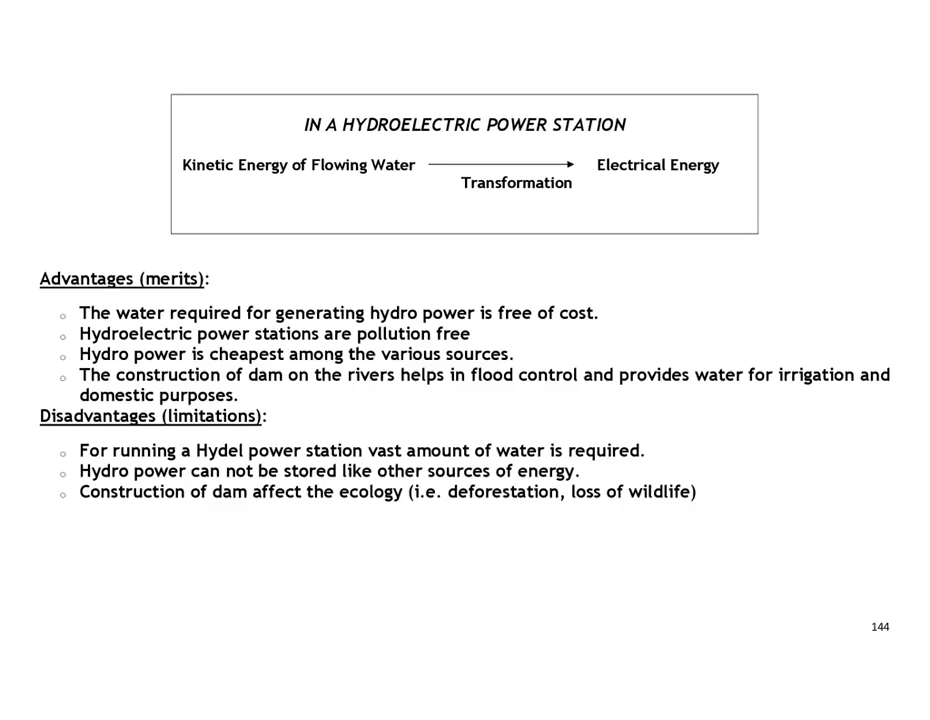 IN A HYDROELECTRIC POWER STATION
Kinetic Energy of Flowing Water Electrical Energy
Transformation
Advantages (merits):
o The water required for generating hydro power is free of cost.
o Hydroelectric power stations are pollution free
o Hydro power is cheapest among the various sources.
o The construction of dam on the rivers helps in flood control and provides water for irrigation and
domestic purposes.
Disadvantages (limitations):
o For running a Hydel power station vast amount of water is required.
o Hydro power can not be stored like other sources of energy.
o Construction of dam affect the ecology (i.e. deforestation, loss of wildlife)
144